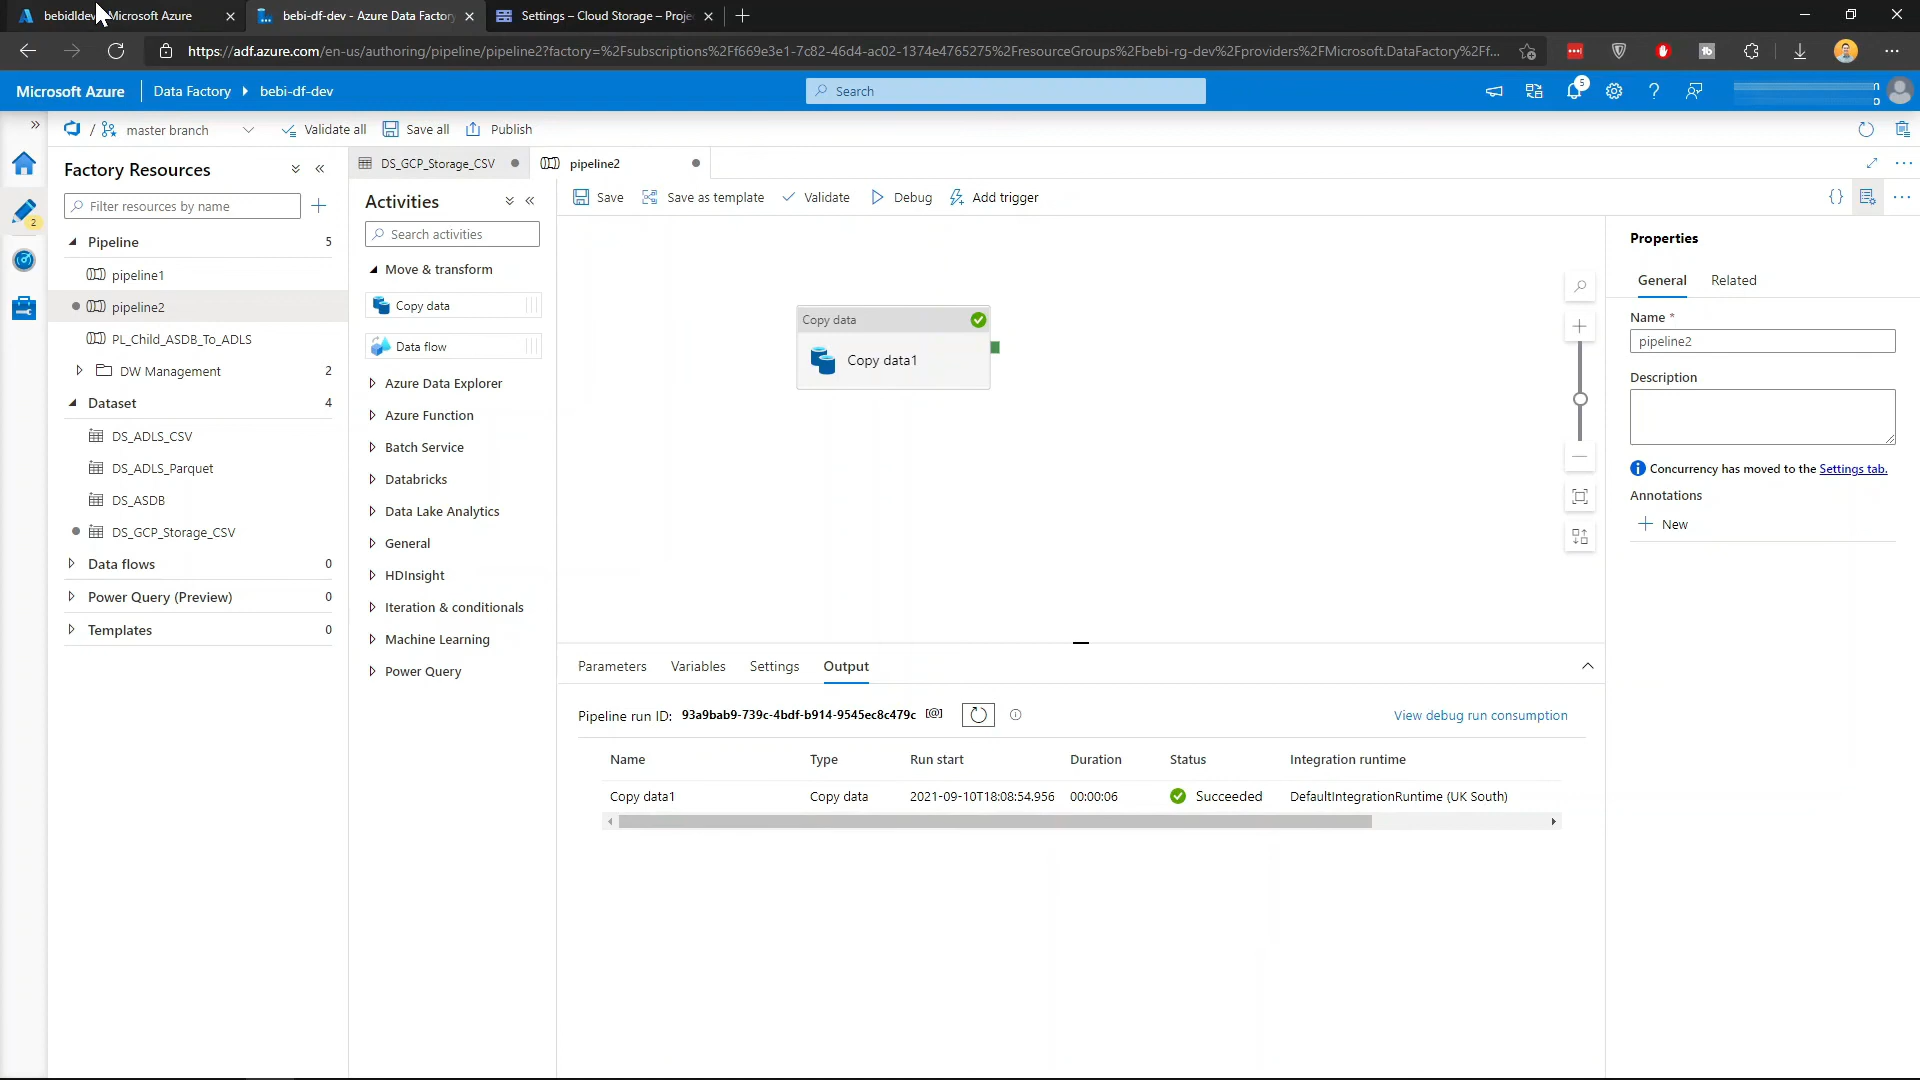 bebidldev Microsoft Azure
bebi-df-dev - Azure Data Factory
Settings – Cloud Storage – Proje
https://adf.azure.com/en-us/authoring/pipeline/pipeline2?factory=%2Fsubscriptions%2Ff669e3e1-7c82-46d4-ac02-1374e4765275%2FresourceGroups%2Fbebi-rg-dev%2Fproviders%2FMicrosoft.DataFactory%2Ff...
Microsoft Azure
Data Factory
bebi-df-dev
Search
5
/
master branch
Validate all
Save all
Publish
Factory Resources
DS_GCP_Storage_CSV
pipeline2
Filter resources by name
2
Pipeline 5
pipeline1
pipeline2
PL_Child_ASDB_To_ADLS
DW Management 2
Dataset 4
DS_ADLS_CSV
DS_ADLS_Parquet
DS_ASDB
DS_GCP_Storage_CSV
Data flows 0
Power Query (Preview) 0
Templates 0
Activities
Search activities
Move & transform
Copy data
Data flow
Azure Data Explorer
Azure Function
Batch Service
Databricks
Data Lake Analytics
General
HDInsight
Iteration & conditionals
Machine Learning
Power Query
Save
Save as template
Validate
Debug
Add trigger
{}
Copy data
Copy data1
Parameters
Variables
Settings
Output
Pipeline run ID: 93a9bab9-739c-4bdf-b914-9545ec8c479c [@]
View debug run consumption
Name Type Run start Duration Status Integration runtime
Copy data1 Copy data 2021-09-10T18:08:54.956 00:00:06 Succeeded DefaultIntegrationRuntime (UK South)
Properties
General
Related
Name *
pipeline2
Description
Concurrency has moved to the Settings tab.
Annotations
New